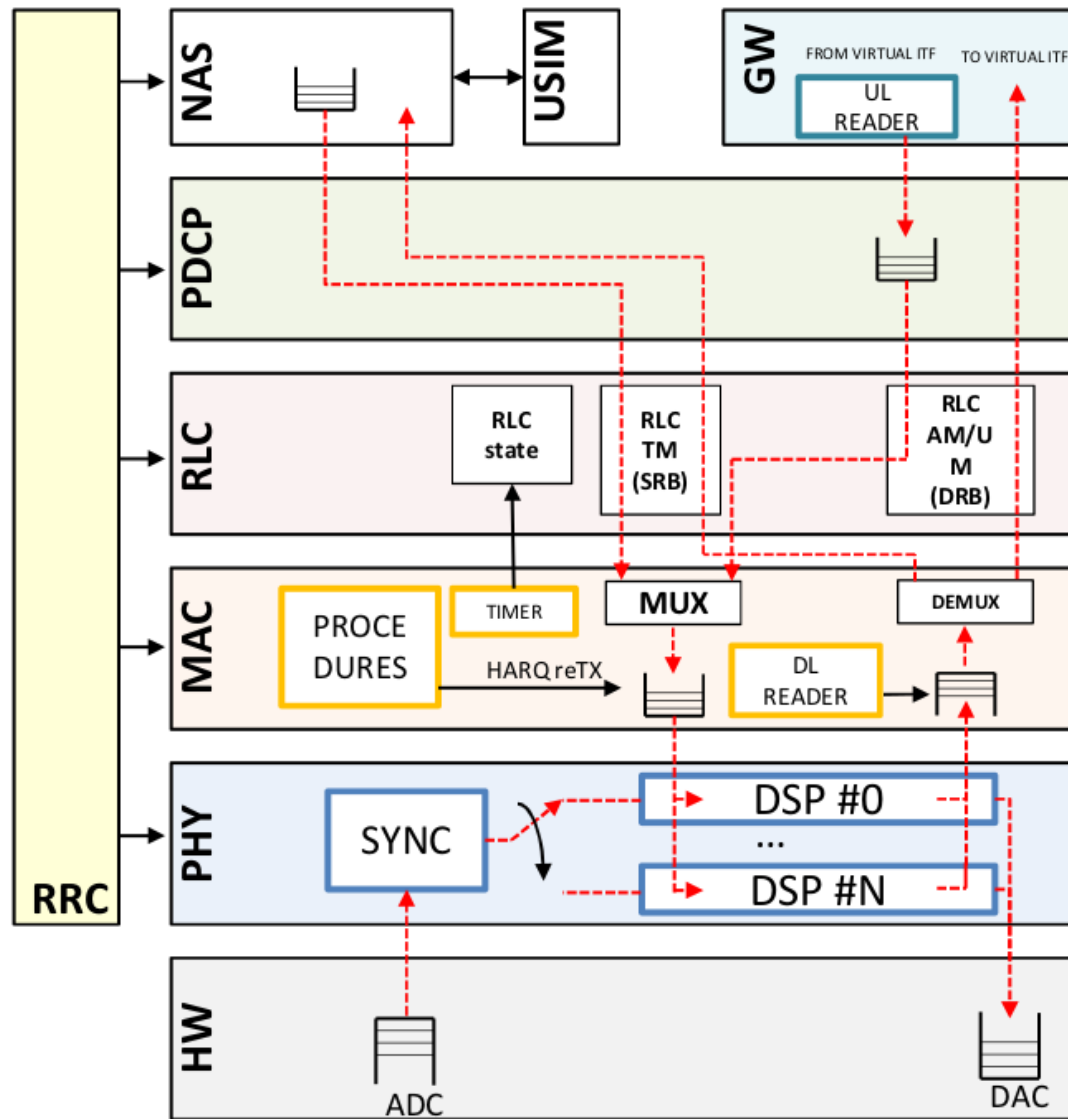 NAS
USIM
GW
FROM VIRTUAL ITF
TO VIRTUAL ITF
UL
READER
PDCP
RLC
RLC
state
RLC
TM
(SRB)
RLC
AM/U
M
(DRB)
MAC
PROCE
DURES
TIMER
MUX
DEMUX
HARQ reTX
DL
READER
PHY
SYNC
DSP #0
...
DSP #N
RRC
HW
ADC
DAC